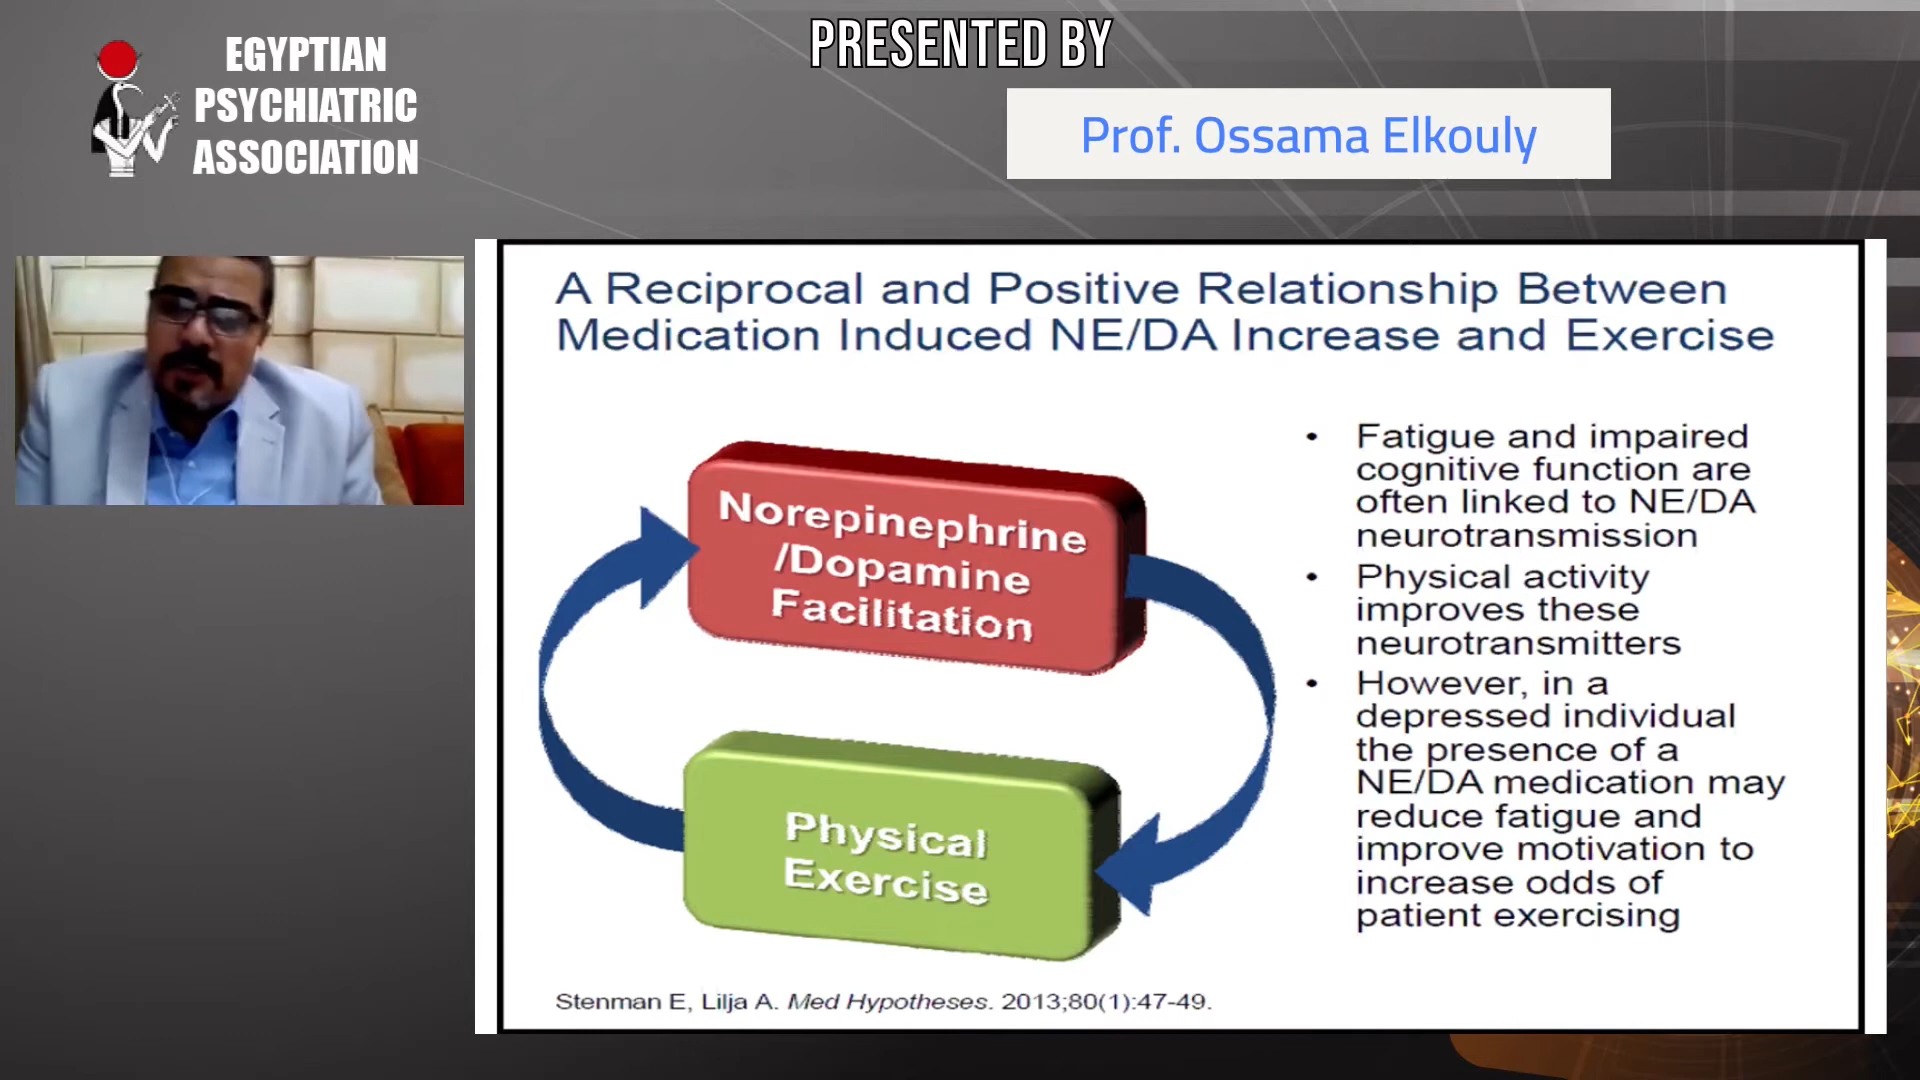 EGYPTIAN
PSYCHIATRIC
ASSOCIATION
PRESENTED BY
Prof. Ossama Elkouly
A Reciprocal and Positive Relationship Between
Medication Induced NE/DA Increase and Exercise
Norepinephrine
/Dopamine
Facilitation
Physical
Exercise
• Fatigue and impaired
cognitive function are
often linked to NE/DA
neurotransmission
• Physical activity
improves these
neurotransmitters
• However, in a
depressed individual
the presence of a
NE/DA medication may
reduce fatigue and
improve motivation to
increase odds of
patient exercising
Stenman E, Lilja A. Med Hypotheses. 2013;80(1):47-49.